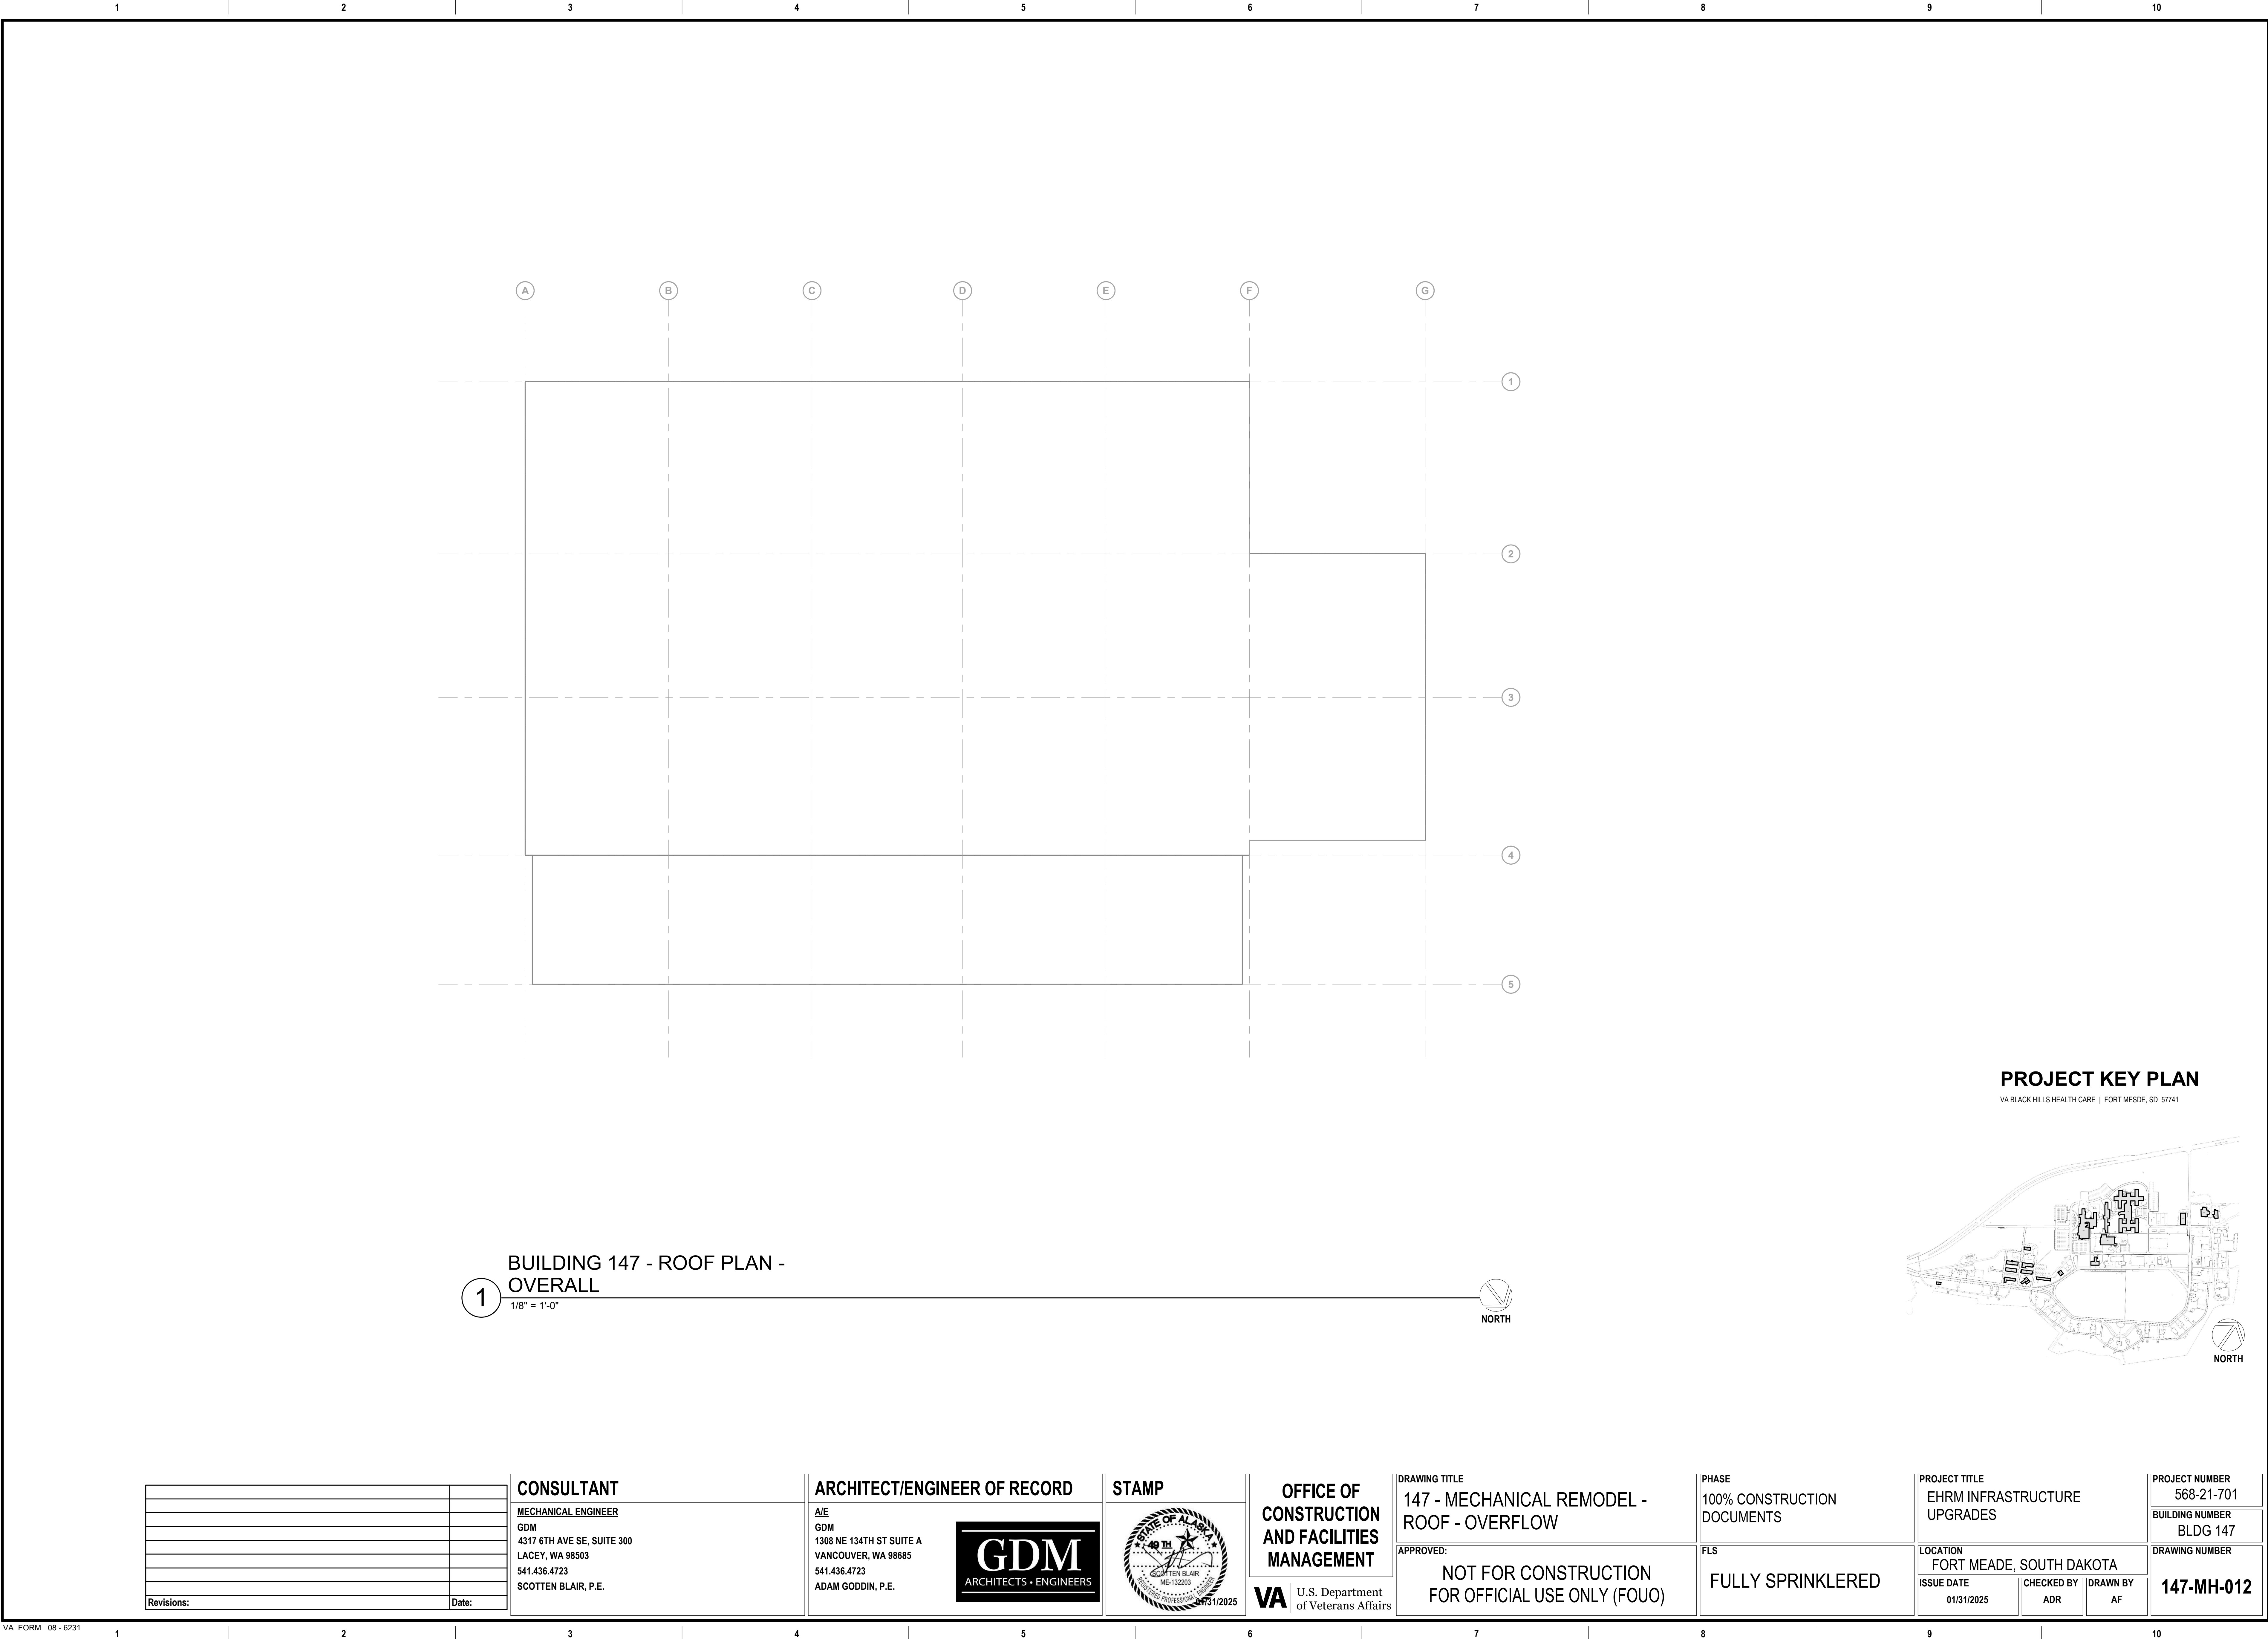 1 2 3 4 5 6 7 8 9 10
A B C D E F G
1
2
3
4
5
PROJECT KEY PLAN
VA BLACK HILLS HEALTH CARE | FORT MESDE, SD 57741
NORTH
BUILDING 147 - ROOF PLAN -
OVERALL
1
1/8" = 1'-0"
NORTH
Revisions:
Date:
CONSULTANT
MECHANICAL ENGINEER
GDM
4317 6TH AVE SE, SUITE 300
LACEY, WA 98503
541.436.4723
SCOTTEN BLAIR, P.E.
ARCHITECT/ENGINEER OF RECORD
A/E
GDM
1308 NE 134TH ST SUITE A
VANCOUVER, WA 98685
541.436.4723
ADAM GODDIN, P.E.
GDM
ARCHITECTS • ENGINEERS
STAMP
STATE OF ALASKA
49 TH
SCOTTEN BLAIR
ME-132203
REGISTERED PROFESSIONAL ENGINEER
01/31/2025
OFFICE OF
CONSTRUCTION
AND FACILITIES
MANAGEMENT
VA
U.S. Department
of Veterans Affairs
DRAWING TITLE
147 - MECHANICAL REMODEL -
ROOF - OVERFLOW
APPROVED:
NOT FOR CONSTRUCTION
FOR OFFICIAL USE ONLY (FOUO)
PHASE
100% CONSTRUCTION
DOCUMENTS
FLS
FULLY SPRINKLERED
PROJECT TITLE
EHRM INFRASTRUCTURE
UPGRADES
LOCATION
FORT MEADE, SOUTH DAKOTA
ISSUE DATE
01/31/2025
CHECKED BY
ADR
DRAWN BY
AF
PROJECT NUMBER
568-21-701
BUILDING NUMBER
BLDG 147
DRAWING NUMBER
147-MH-012
VA FORM 08 - 6231
1 2 3 4 5 6 7 8 9 10